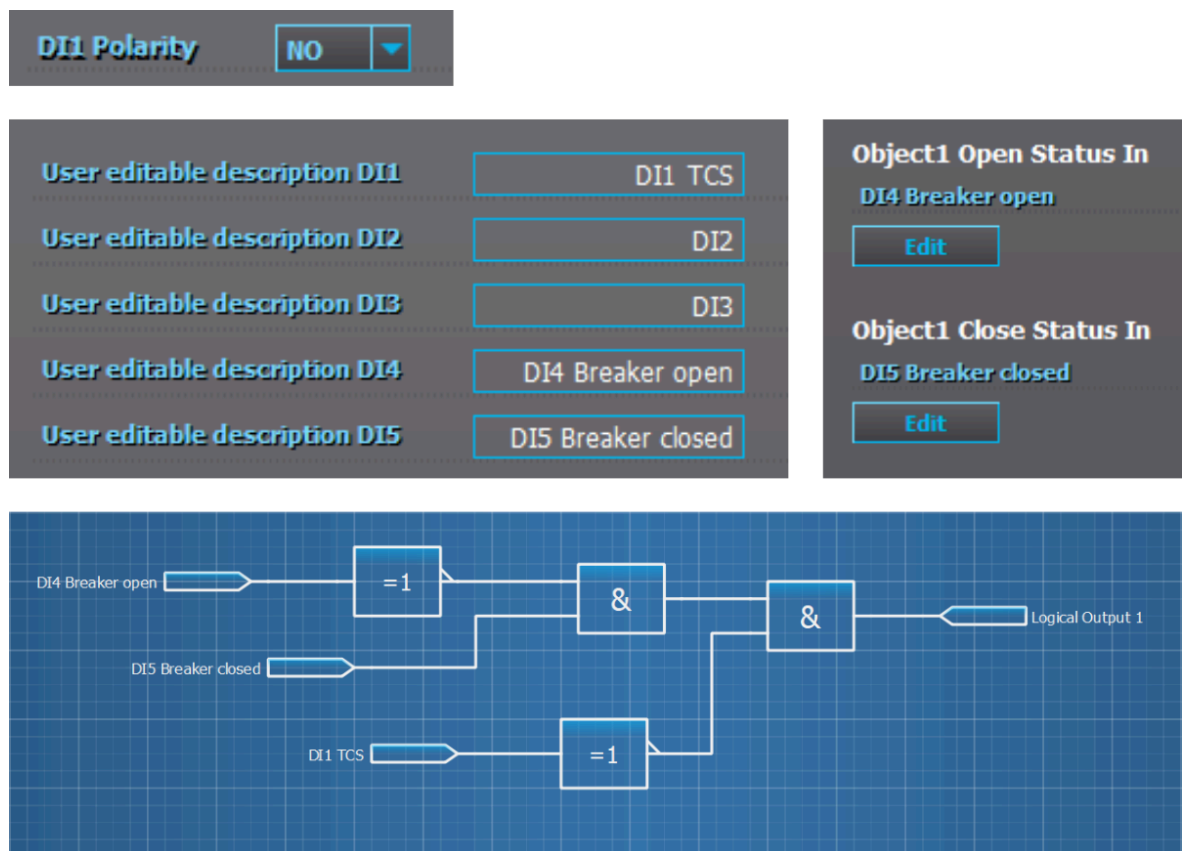 DI1 Polarity NO
User editable description DI1 DI1 TCS
User editable description DI2 DI2
User editable description DI3 DI3
User editable description DI4 DI4 Breaker open
User editable description DI5 DI5 Breaker closed
Object1 Open Status In
DI4 Breaker open
Edit
Object1 Close Status In
DI5 Breaker closed
Edit
DI4 Breaker open =1 & & Logical Output 1
DI5 Breaker closed
DI1 TCS =1